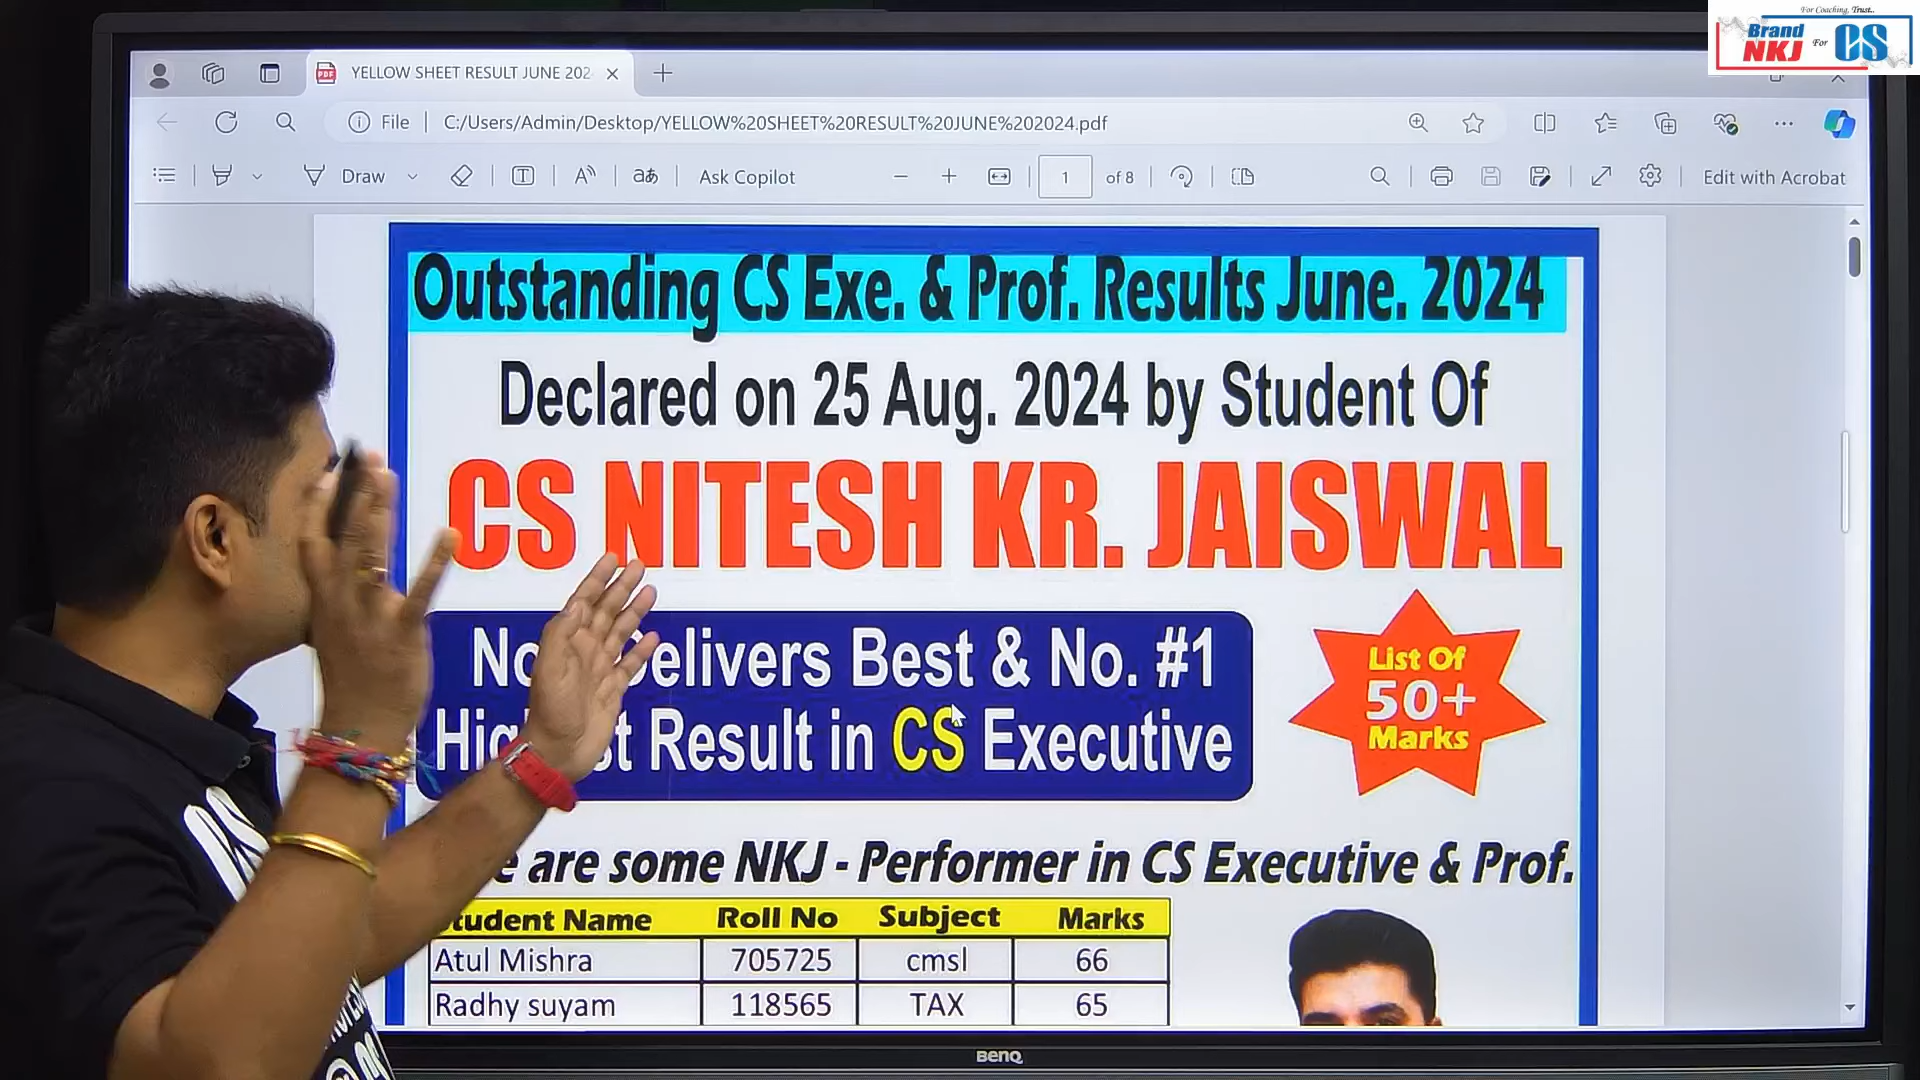 For Coaching, Trust..
Brand
NKJ For CS
YELLOW SHEET RESULT JUNE 202
File C:/Users/Admin/Desktop/YELLOW%20SHEET%20RESULT%20JUNE%202024.pdf
Draw aあ Ask Copilot 1 of 8 Edit with Acrobat
Outstanding CS Exe. & Prof. Results June. 2024
Declared on 25 Aug. 2024 by Student Of
CS NITESH KR. JAISWAL
Delivers Best & No. #1
Result in CS Executive
List Of
50+
Marks
are some NKJ - Performer in CS Executive & Prof.
Student Name Roll No Subject Marks
Atul Mishra 705725 cmsl 66
Radhy suyam 118565 TAX 65
BenQ